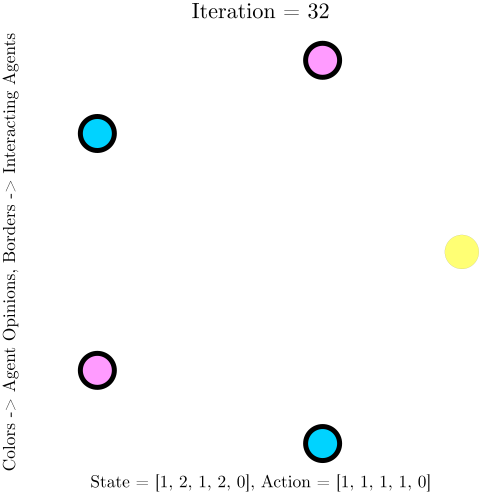 Iteration = 32
Colors -> Agent Opinions, Borders -> Interacting Agents
State = [1, 2, 1, 2, 0], Action = [1, 1, 1, 1, 0]